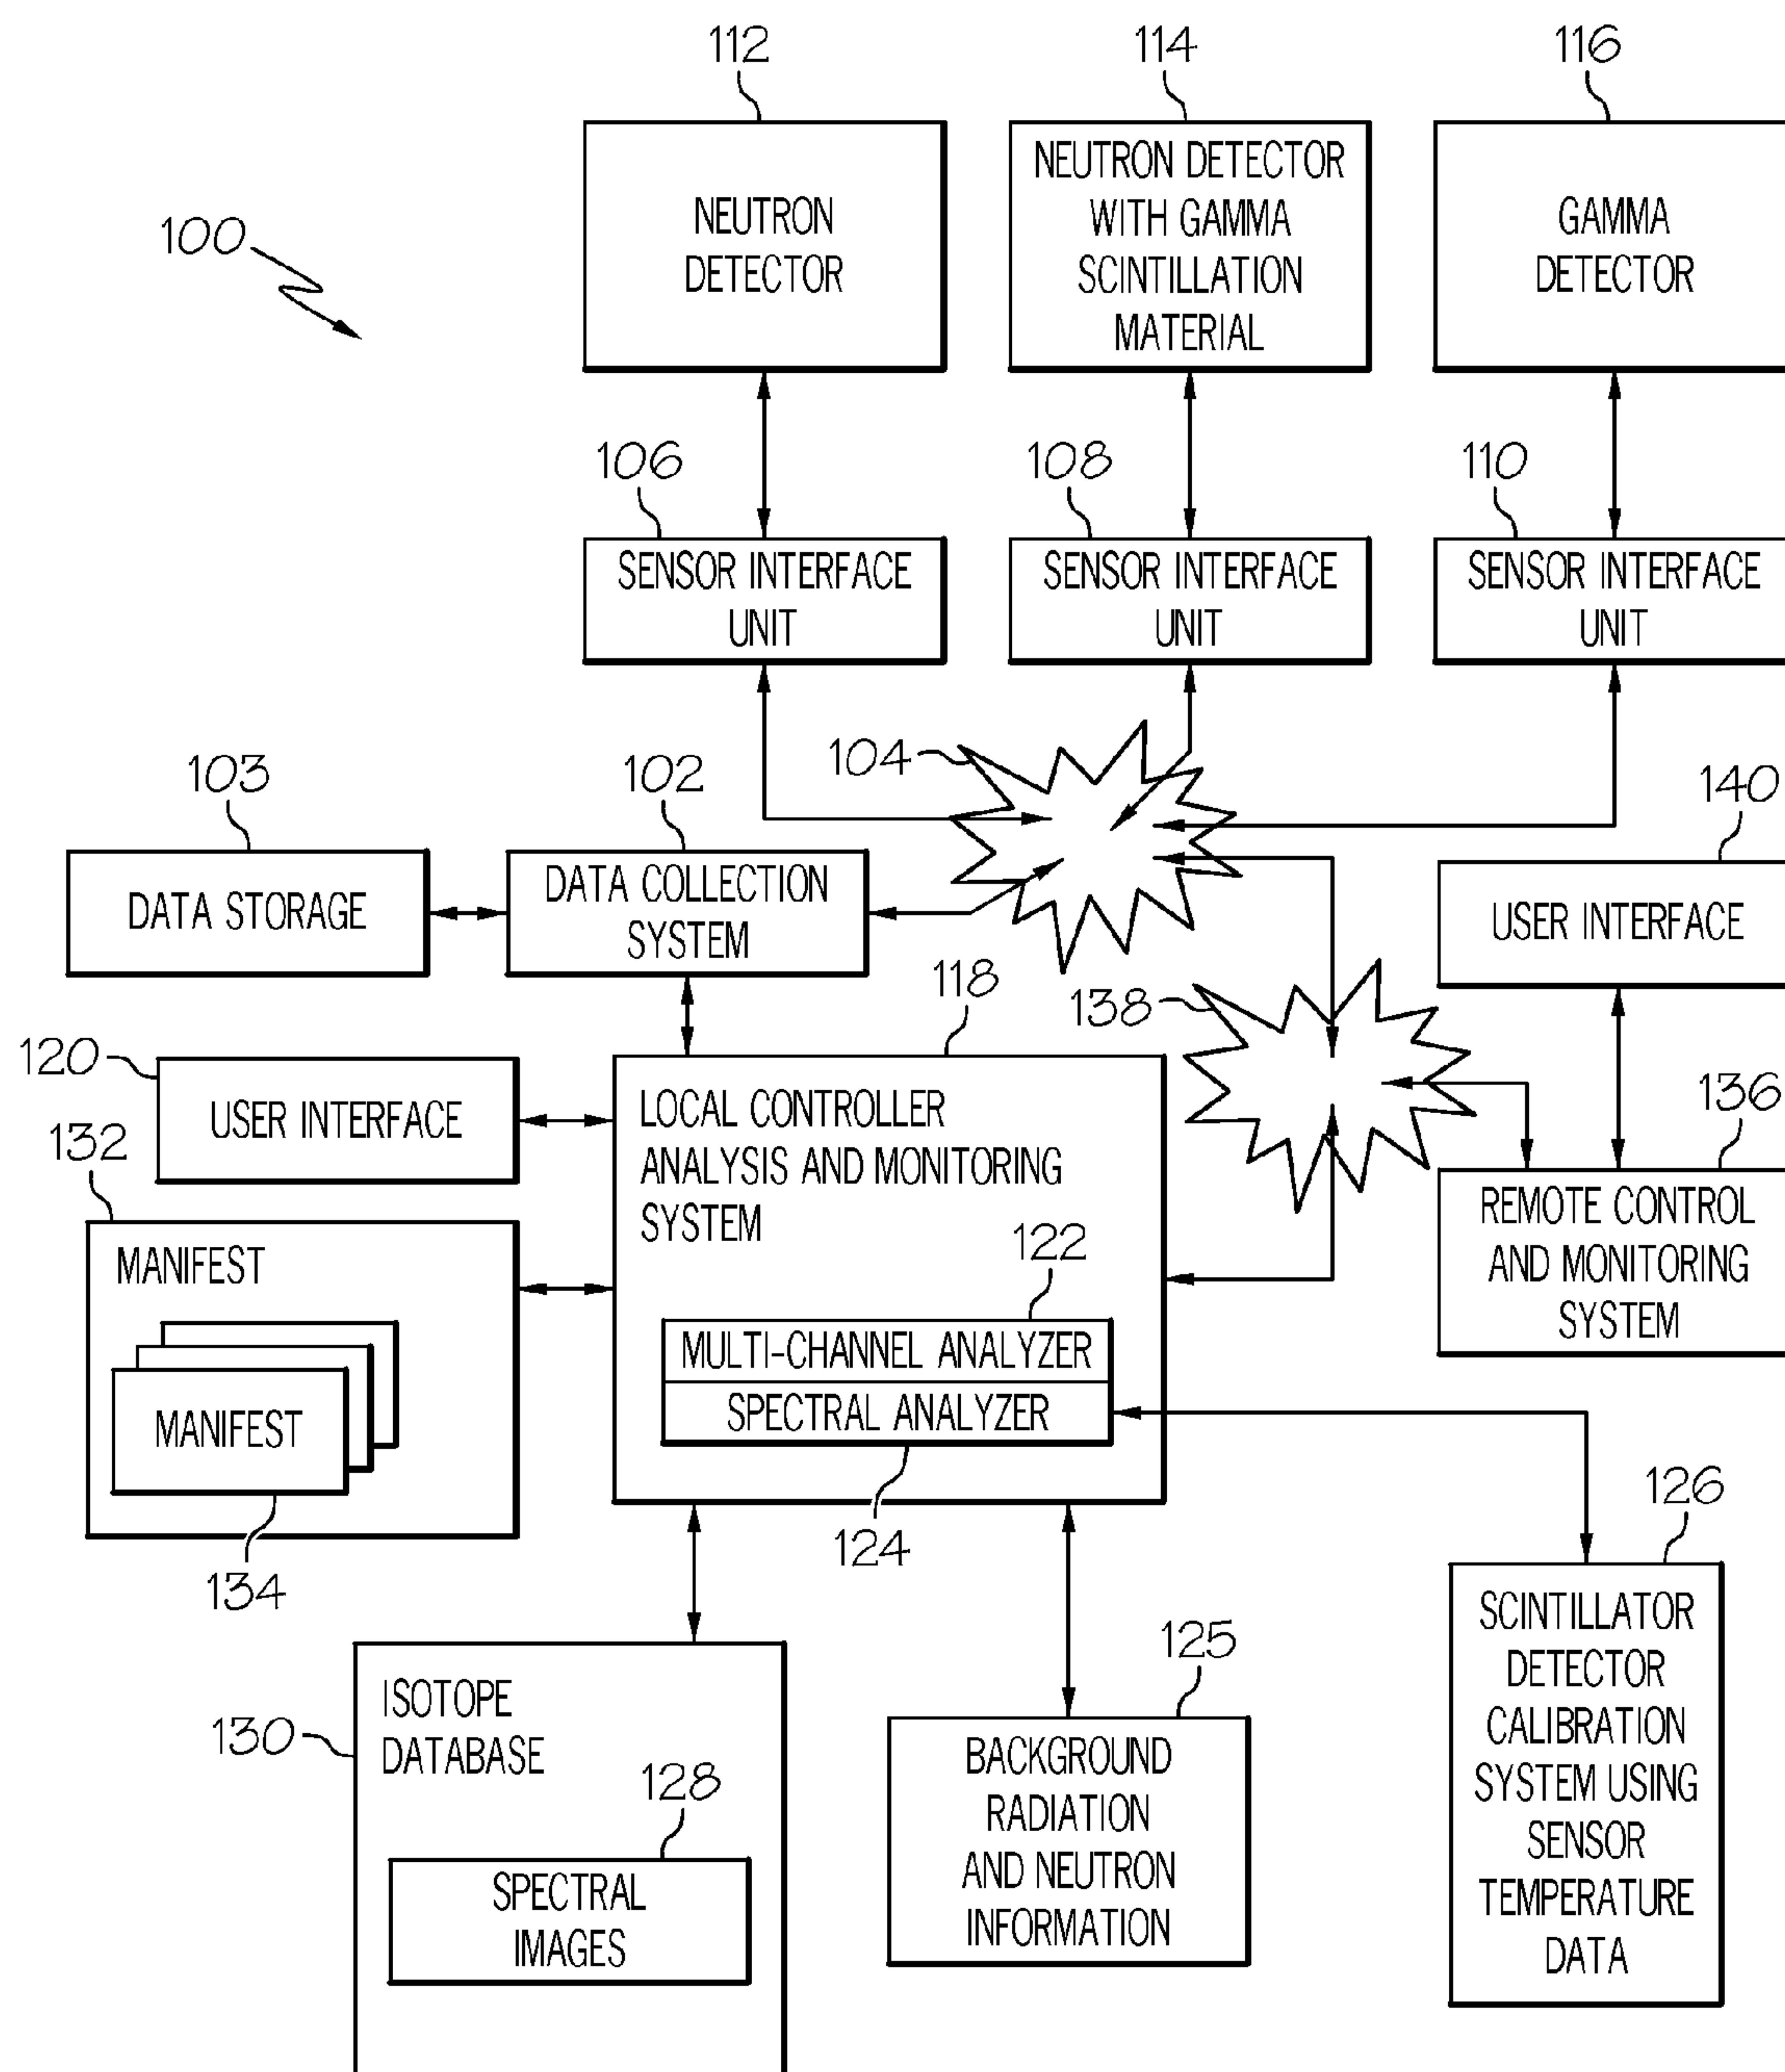 112
114
116
100
NEUTRON
DETECTOR
NEUTRON DETECTOR
WITH GAMMA
SCINTILLATION
MATERIAL
GAMMA
DETECTOR
106
108
110
SENSOR INTERFACE
UNIT
SENSOR INTERFACE
UNIT
SENSOR INTERFACE
UNIT
103
102
104
140
DATA STORAGE
DATA COLLECTION
SYSTEM
USER INTERFACE
118
138
120
USER INTERFACE
132
MANIFEST
MANIFEST
134
LOCAL CONTROLLER
ANALYSIS AND MONITORING
SYSTEM
122
MULTI-CHANNEL ANALYZER
SPECTRAL ANALYZER
124
136
REMOTE CONTROL
AND MONITORING
SYSTEM
130
ISOTOPE
DATABASE
128
SPECTRAL
IMAGES
125
BACKGROUND
RADIATION
AND NEUTRON
INFORMATION
126
SCINTILLATOR
DETECTOR
CALIBRATION
SYSTEM USING
SENSOR
TEMPERATURE
DATA